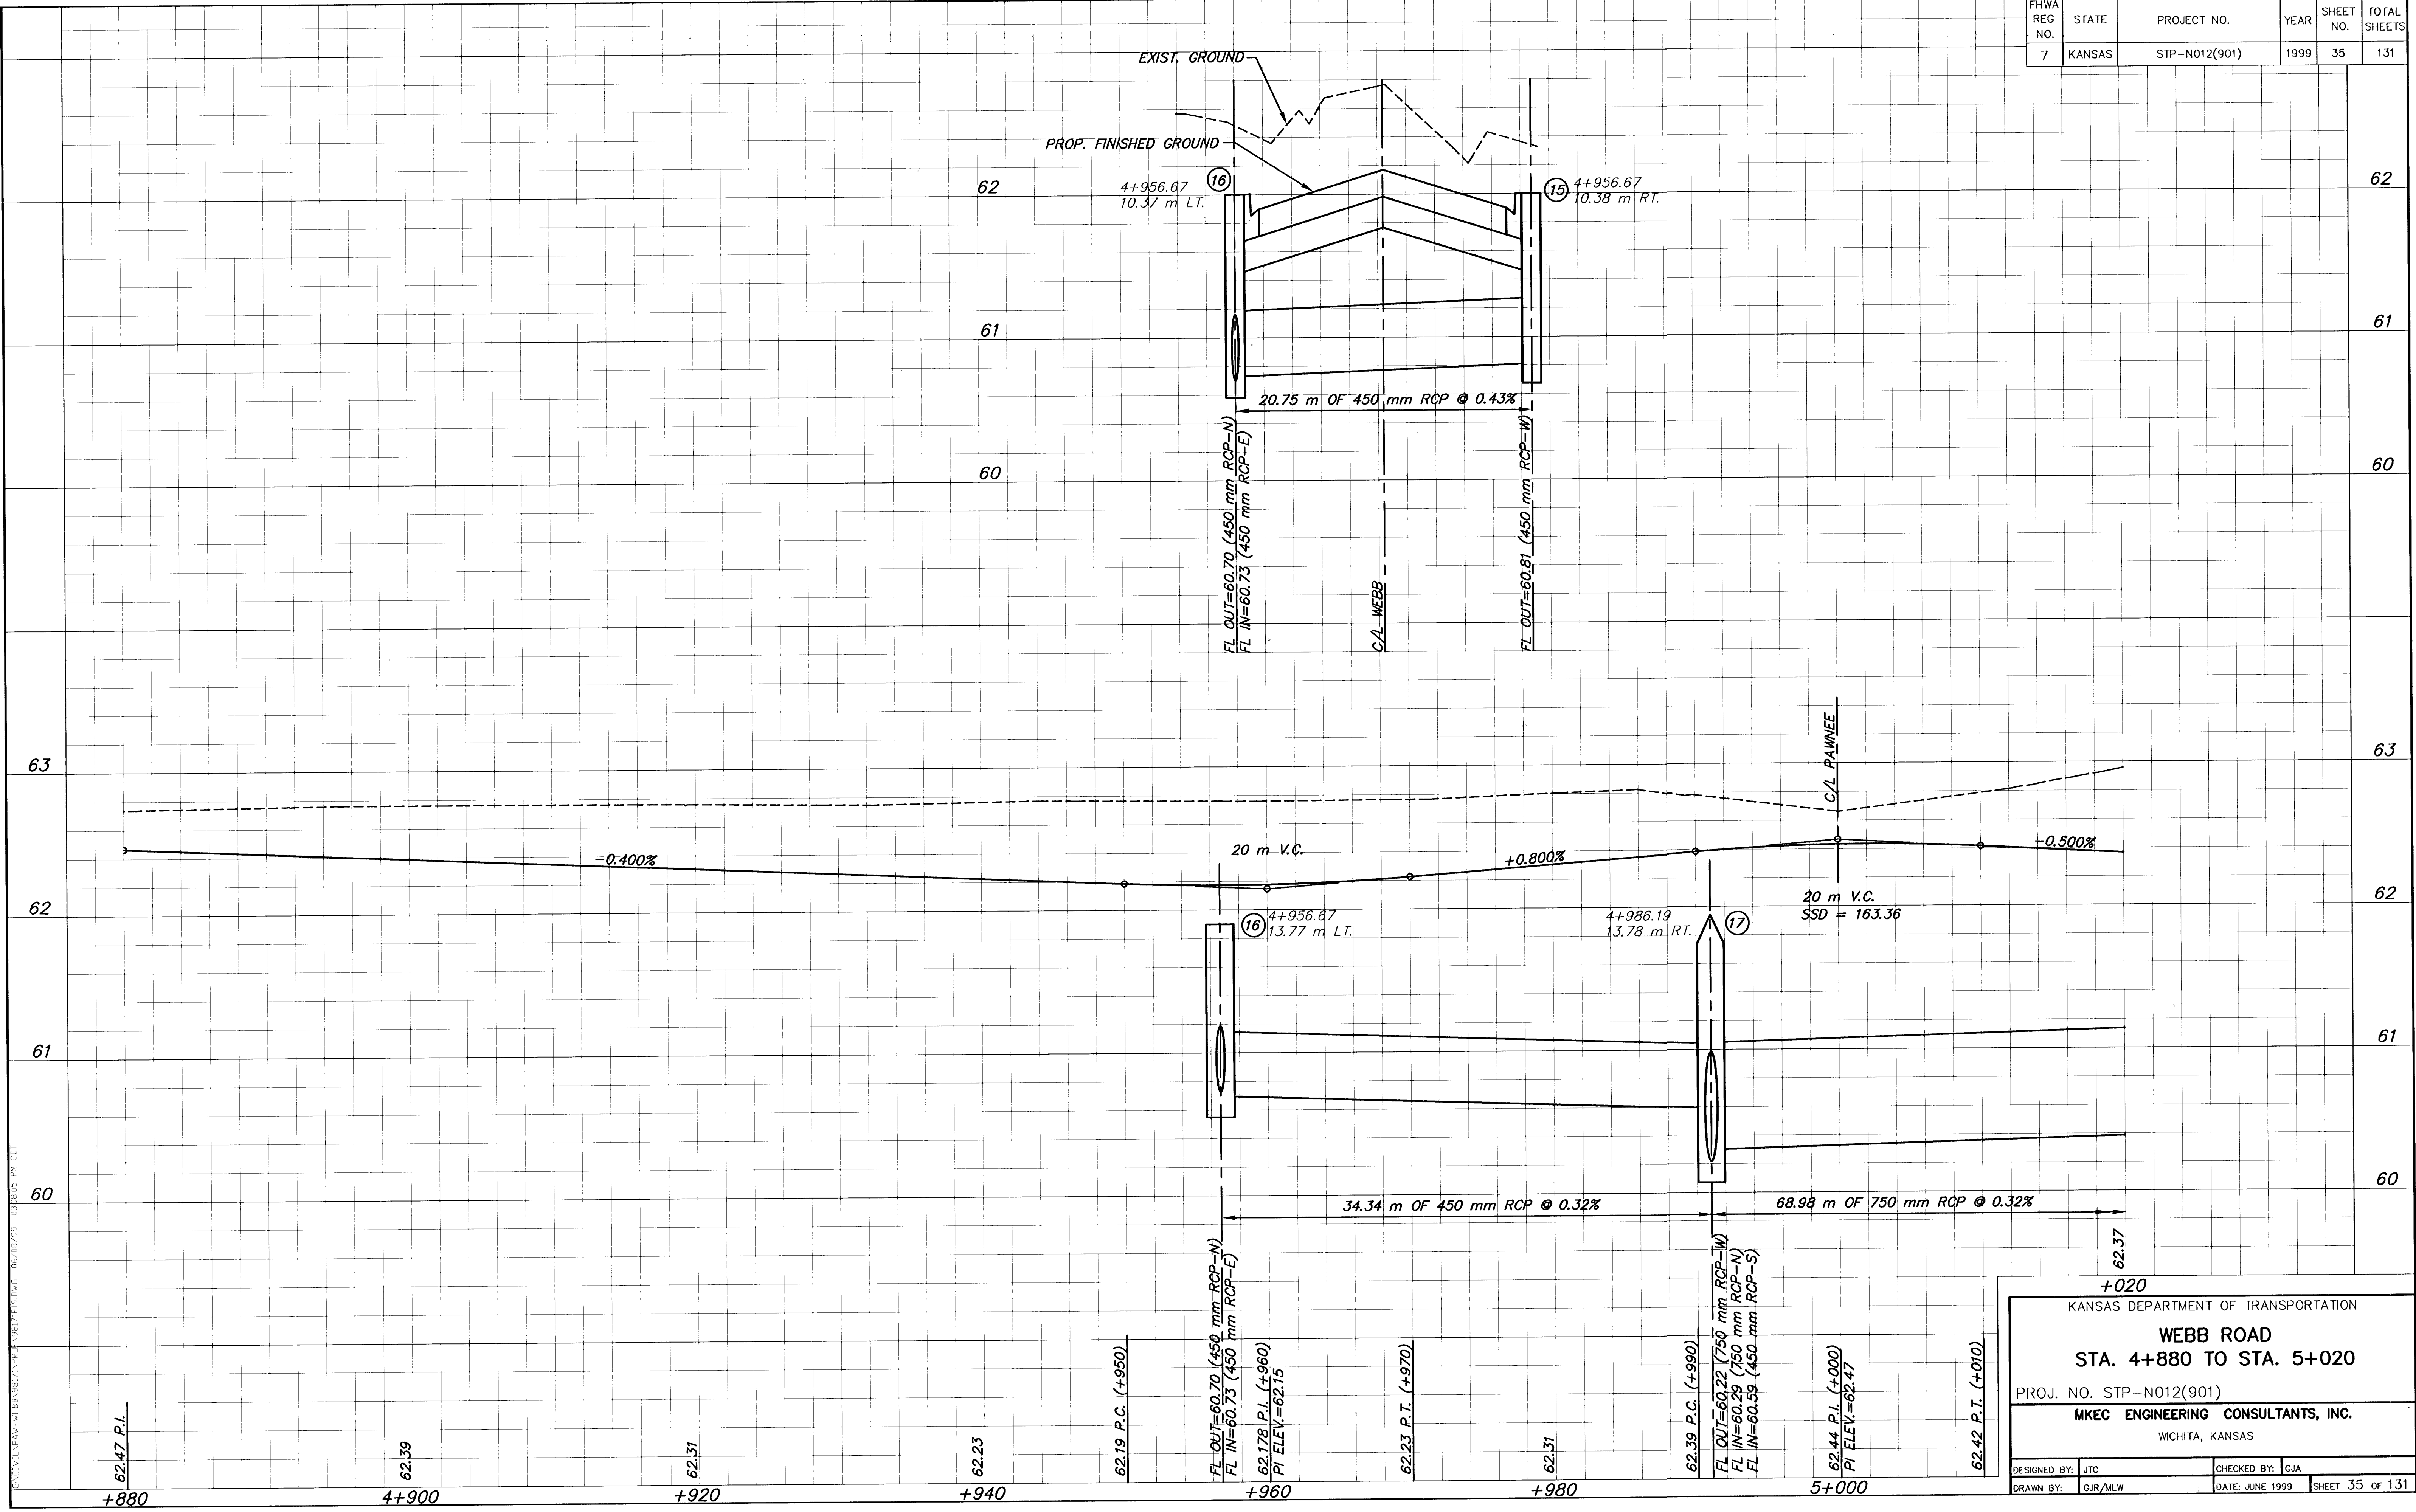 FHWA REG NO.
STATE
PROJECT NO.
YEAR
SHEET NO.
TOTAL SHEETS
7
KANSAS
STP-N012(901)
1999
35
131
EXIST. GROUND
PROP. FINISHED GROUND
62
4+956.67
10.37 m LT.
16
15
4+956.67
10.38 m RT.
62
61
61
20.75 m OF 450 mm RCP @ 0.43%
60
60
FL OUT=60.70 (450 mm RCP-N)
FL IN=60.73 (450 mm RCP-E)
C/L WEBB
FL OUT=60.81 (450 mm RCP-W)
C/L PAWNEE
63
63
-0.400%
20 m V.C.
+0.800%
-0.500%
62
62
20 m V.C.
SSD = 163.36
16
4+956.67
13.77 m LT.
4+986.19
13.78 m RT.
17
61
61
60
60
34.34 m OF 450 mm RCP @ 0.32%
68.98 m OF 750 mm RCP @ 0.32%
62.47 P.I.
62.39
62.31
62.23
62.19 P.C. (+950)
FL OUT=60.70 (450 mm RCP-N)
FL IN=60.73 (450 mm RCP-E)
62.178 P.I. (+960)
PI ELEV.=62.15
62.23 P.T. (+970)
62.31
62.39 P.C. (+990)
FL OUT=60.22 (750 mm RCP-W)
FL IN=60.29 (750 mm RCP-N)
FL IN=60.59 (450 mm RCP-S)
62.44 P.I. (+000)
PI ELEV.=62.47
62.42 P.T. (+010)
62.37
+880
4+900
+920
+940
+960
+980
5+000
+020
KANSAS DEPARTMENT OF TRANSPORTATION
WEBB ROAD
STA. 4+880 TO STA. 5+020
PROJ. NO. STP-N012(901)
MKEC ENGINEERING CONSULTANTS, INC.
WICHITA, KANSAS
DESIGNED BY: JTC
CHECKED BY: GJA
DRAWN BY: GJR/MLW
DATE: JUNE 1999
SHEET 35 OF 131